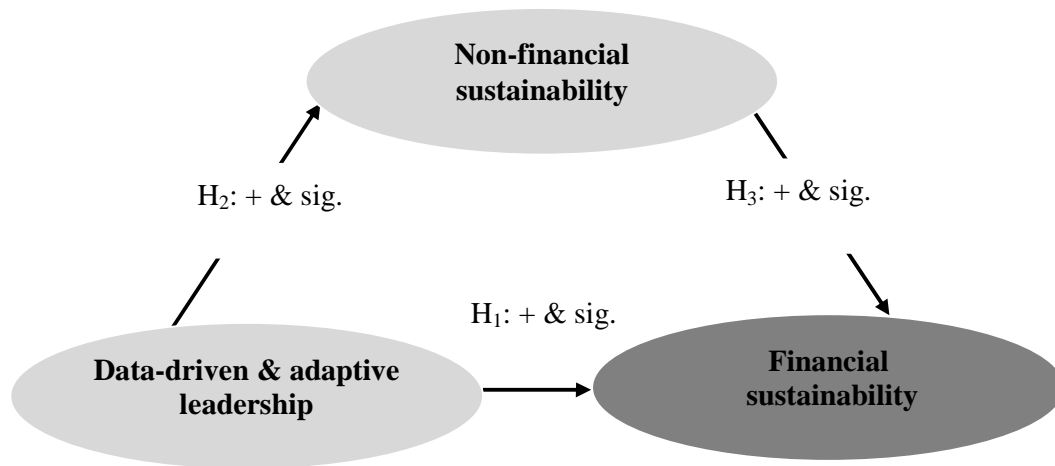 Non-financial
sustainability
H₂: + & sig.
H₃: + & sig.
H₁: + & sig.
Data-driven & adaptive
leadership
Financial
sustainability